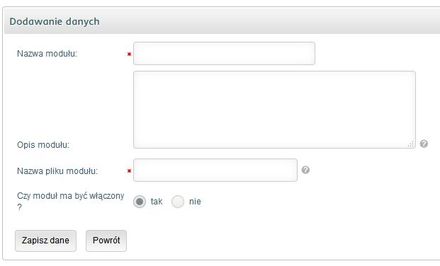 Dodawanie danych
Nazwa modułu:
*
Opis modułu:
?
Nazwa pliku modułu:
*
?
Czy moduł ma być włączony
?
tak
nie
Zapisz dane
Powrót